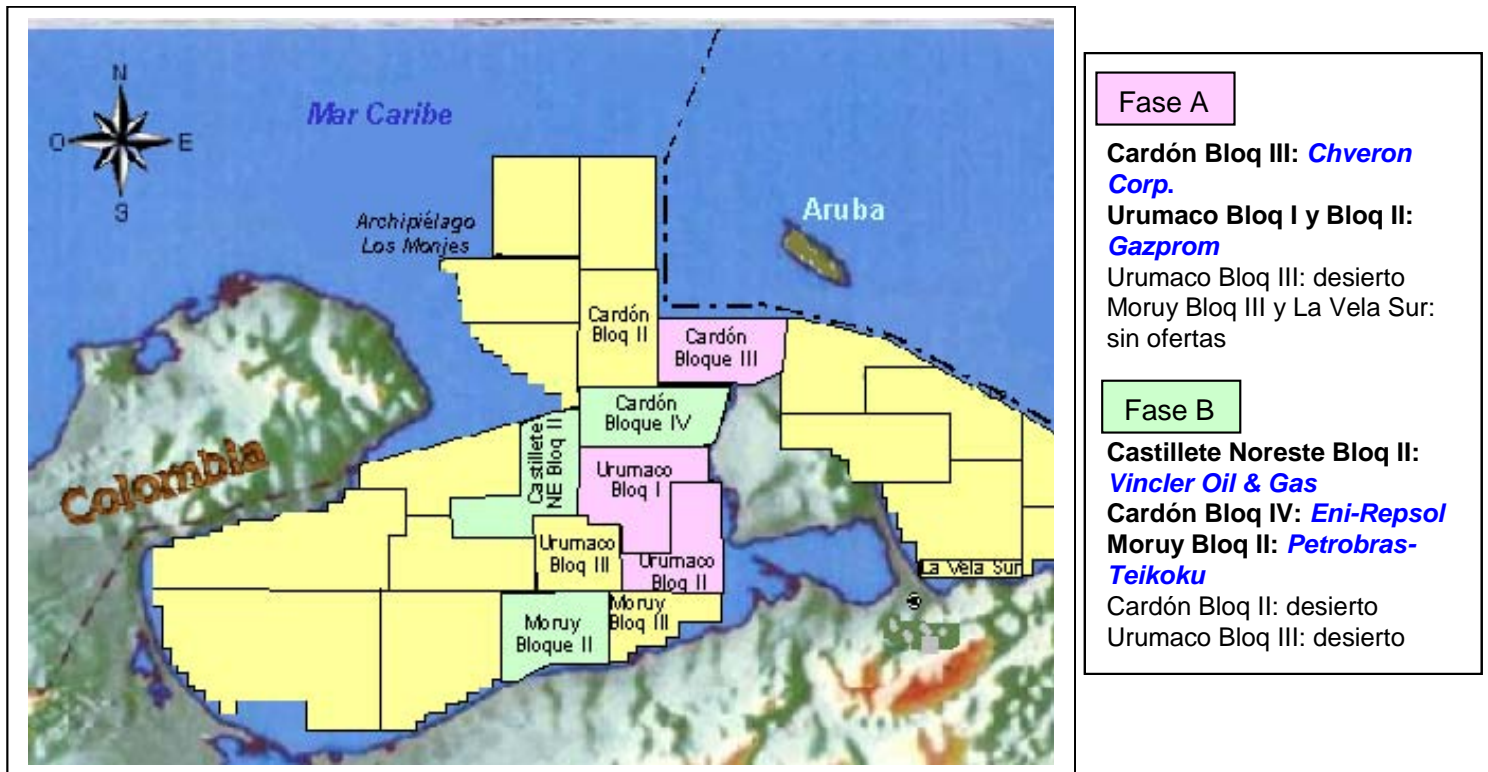 N
O
E
S
Mar Caribe
Archipiélago
Los Monjes
Aruba
Cardón
Bloq II
Cardón
Bloque III
Cardón
Bloque IV
Castillete
NE Bloq II
Urumaco
Bloq I
Colombia
Urumaco
Bloq III
Urumaco
Bloq II
La Vela Sur
Moruy
Bloq III
Moruy
Bloque II
Fase A
Cardón Bloq III: Chveron
Corp.
Urumaco Bloq I y Bloq II:
Gazprom
Urumaco Bloq III: desierto
Moruy Bloq III y La Vela Sur:
sin ofertas
Fase B
Castillete Noreste Bloq II:
Vincler Oil & Gas
Cardón Bloq IV: Eni-Repsol
Moruy Bloq II: Petrobras-
Teikoku
Cardón Bloq II: desierto
Urumaco Bloq III: desierto